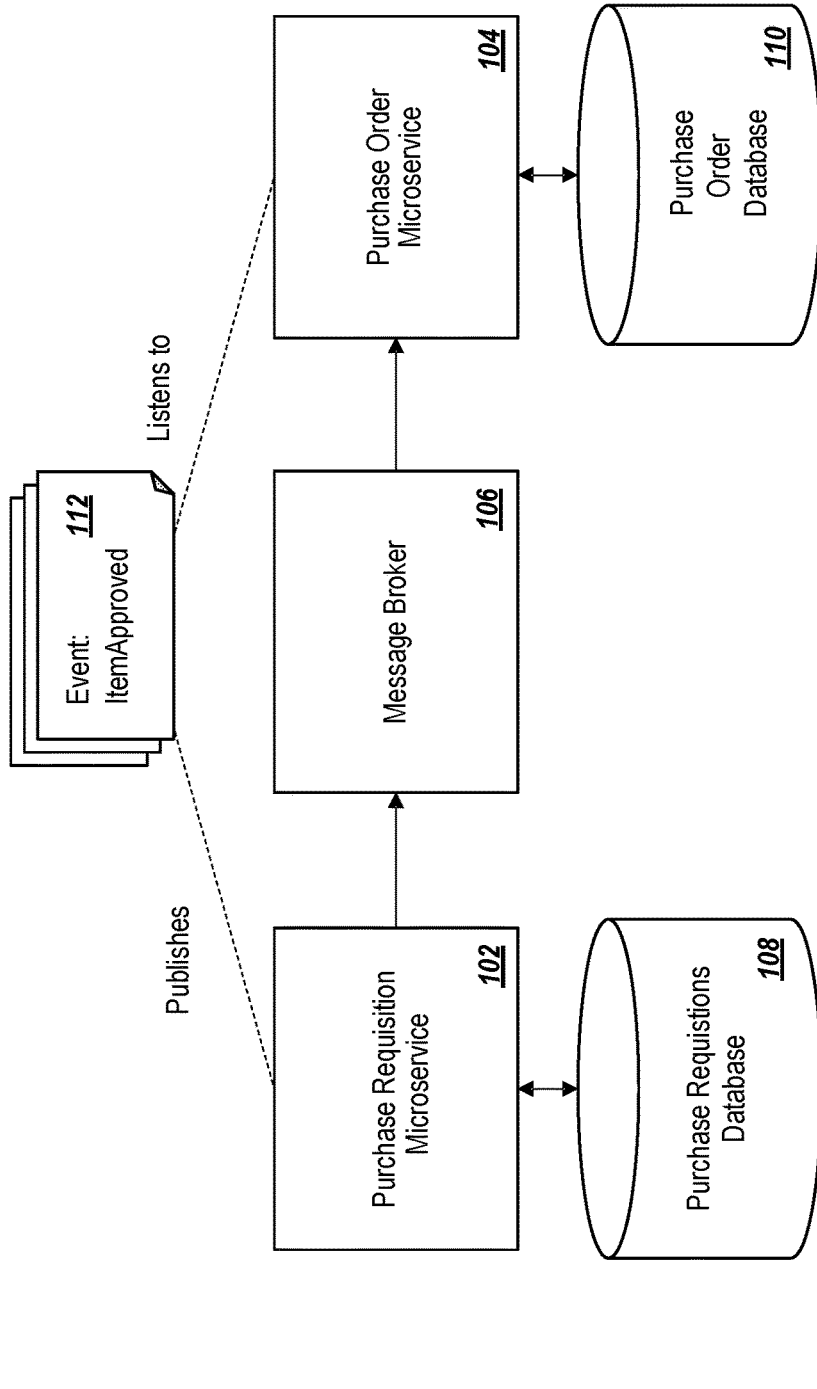 Event:
ItemApproved
112
Publishes
Listens to
Purchase Requisition
Microservice
102
Message Broker
106
Purchase Order
Microservice
104
Purchase Requistions
Database
108
Purchase
Order
Database
110